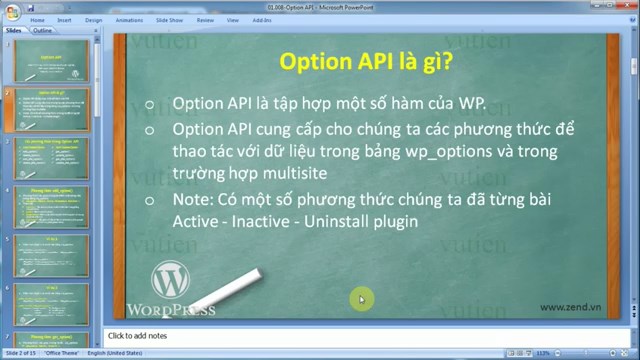 01.008-Option API - Microsoft PowerPoint
Home Insert Design Animations Slide Show Review View Add-Ins
Slides Outline
Option API là gì?
Option API là tập hợp một số hàm của WP.
Option API cung cấp cho chúng ta các phương thức để
thao tác với dữ liệu trong bảng wp_options và trong
trường hợp multisite
Note: Có một số phương thức chúng ta đã từng bài
Active - Inactive - Uninstall plugin
vutien
WORDPRESS
www.zend.vn
Click to add notes
Slide 2 of 15 "Office Theme" English (United States) 113%